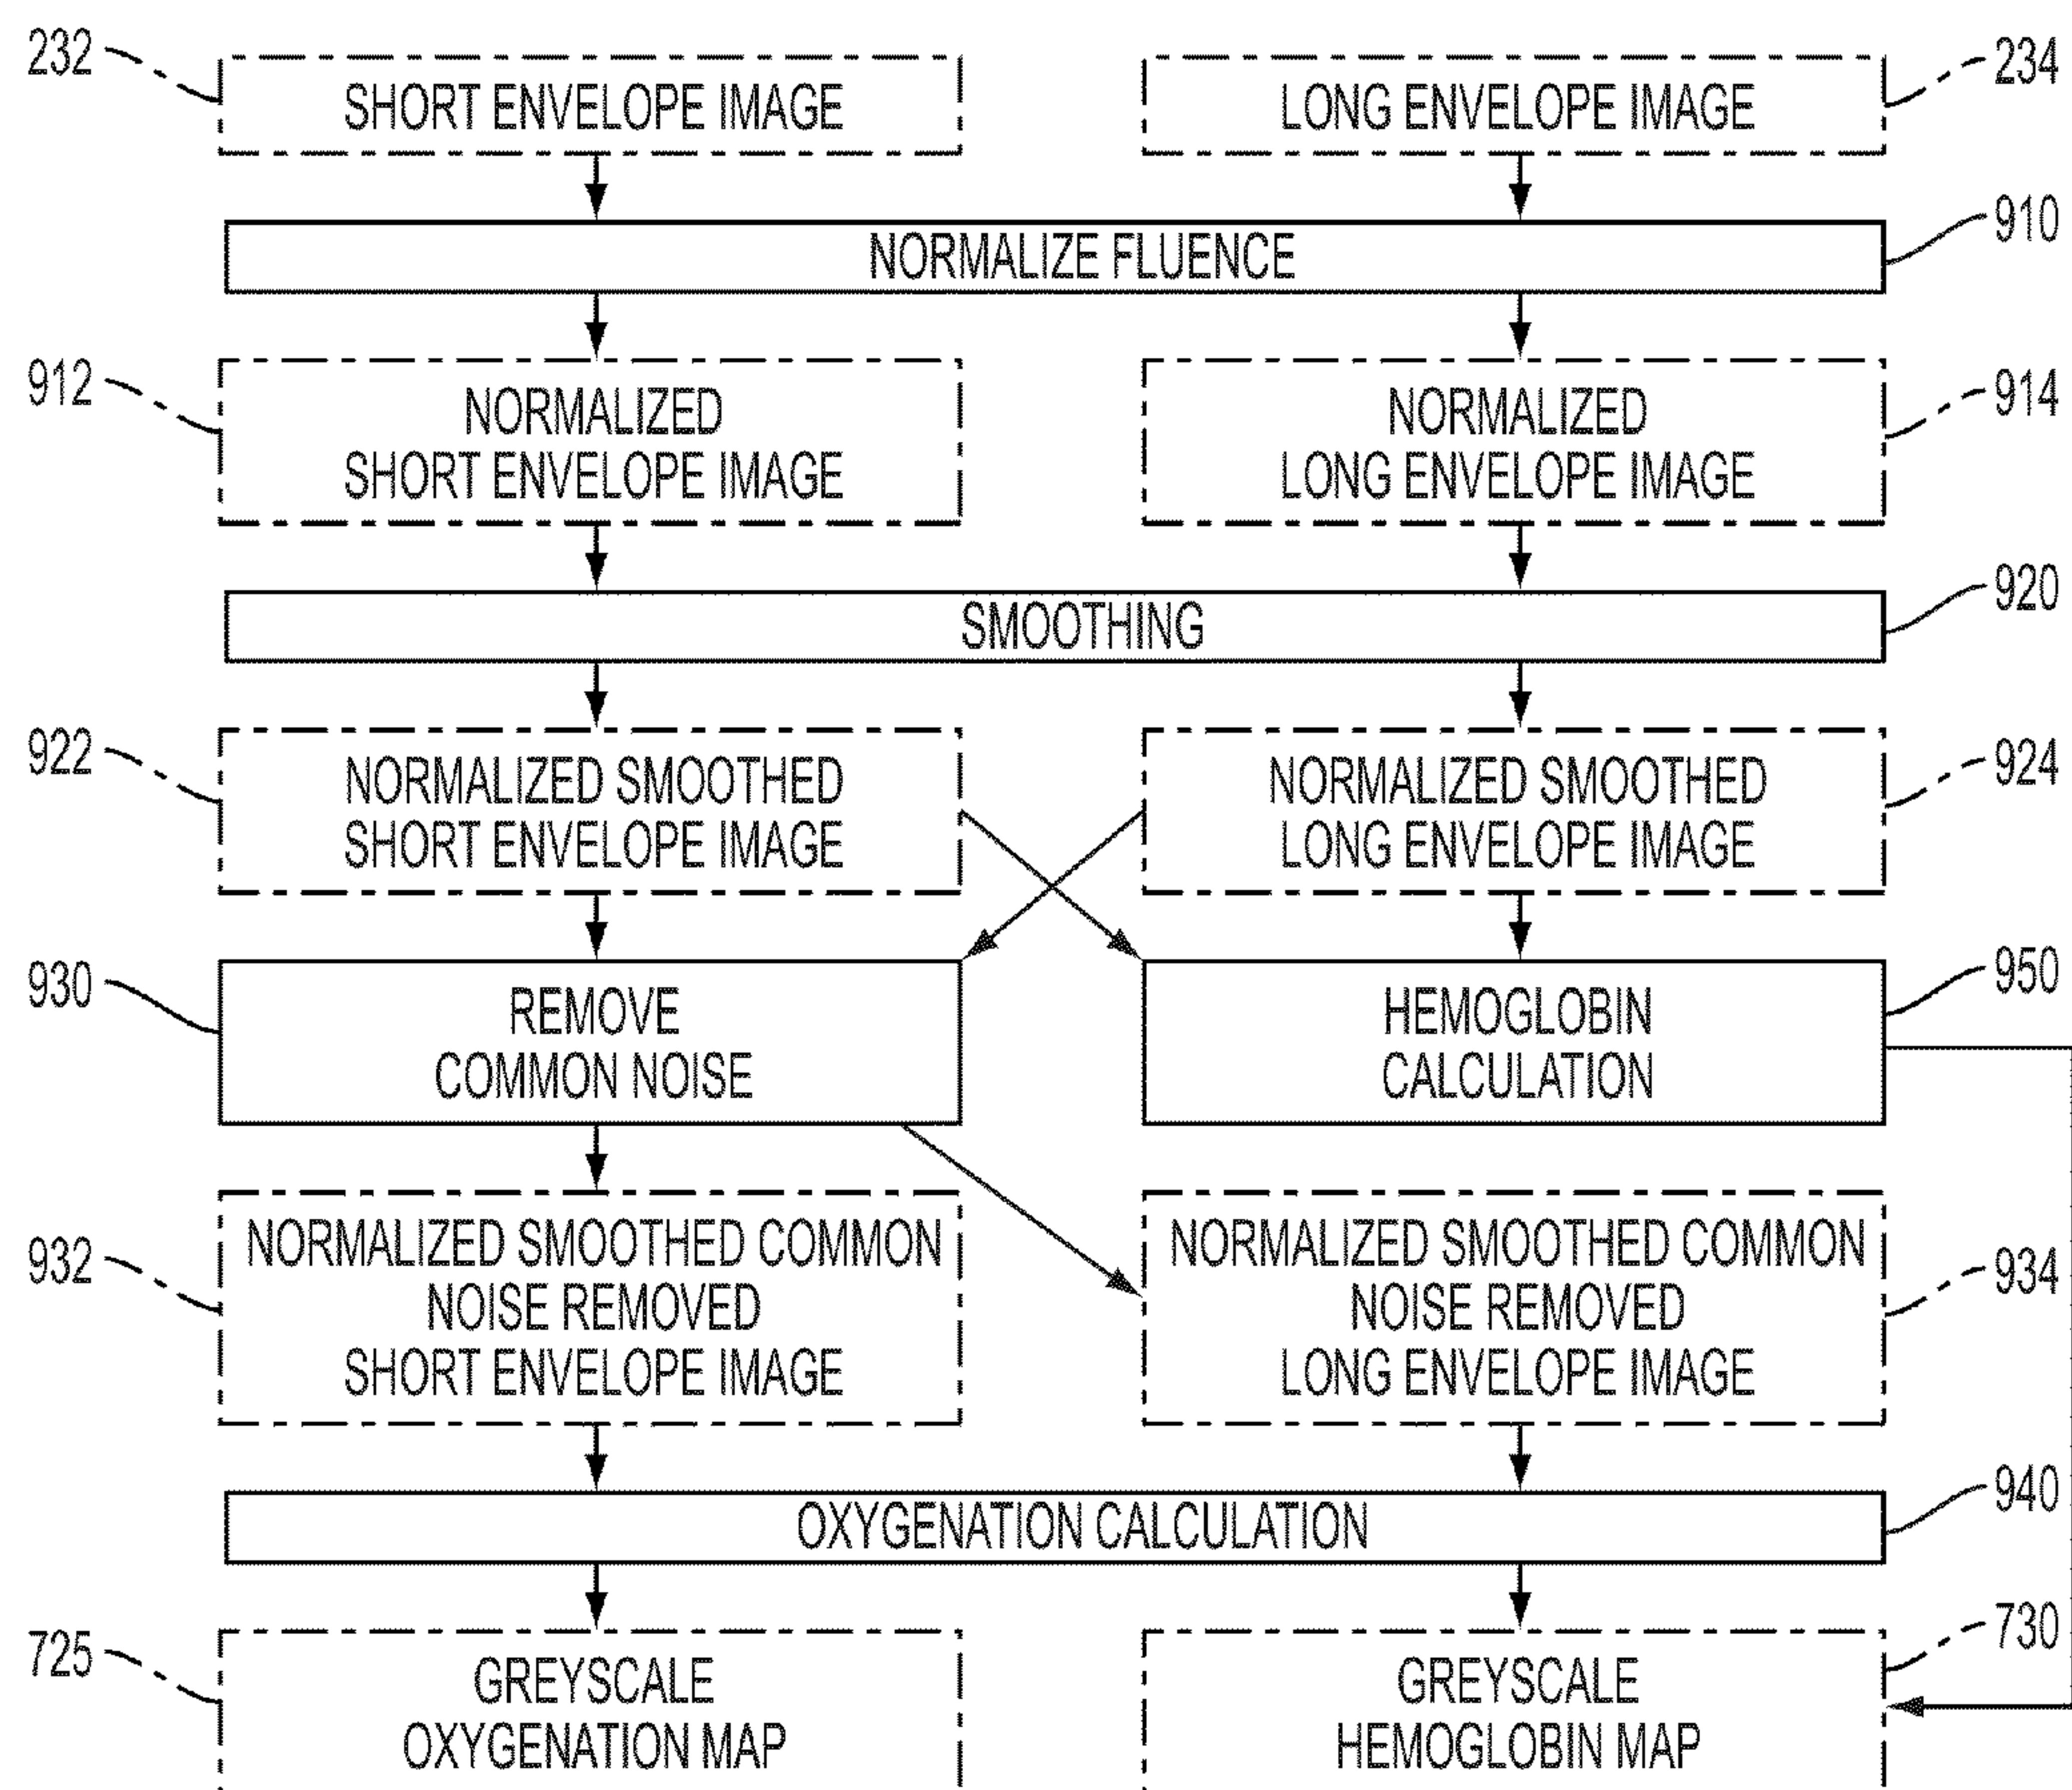 232
SHORT ENVELOPE IMAGE
LONG ENVELOPE IMAGE
234
NORMALIZE FLUENCE
910
912
NORMALIZED
SHORT ENVELOPE IMAGE
NORMALIZED
LONG ENVELOPE IMAGE
914
SMOOTHING
920
922
NORMALIZED SMOOTHED
SHORT ENVELOPE IMAGE
NORMALIZED SMOOTHED
LONG ENVELOPE IMAGE
924
930
REMOVE
COMMON NOISE
HEMOGLOBIN
CALCULATION
950
932
NORMALIZED SMOOTHED COMMON
NOISE REMOVED
SHORT ENVELOPE IMAGE
NORMALIZED SMOOTHED COMMON
NOISE REMOVED
LONG ENVELOPE IMAGE
934
OXYGENATION CALCULATION
940
725
GREYSCALE
OXYGENATION MAP
GREYSCALE
HEMOGLOBIN MAP
730